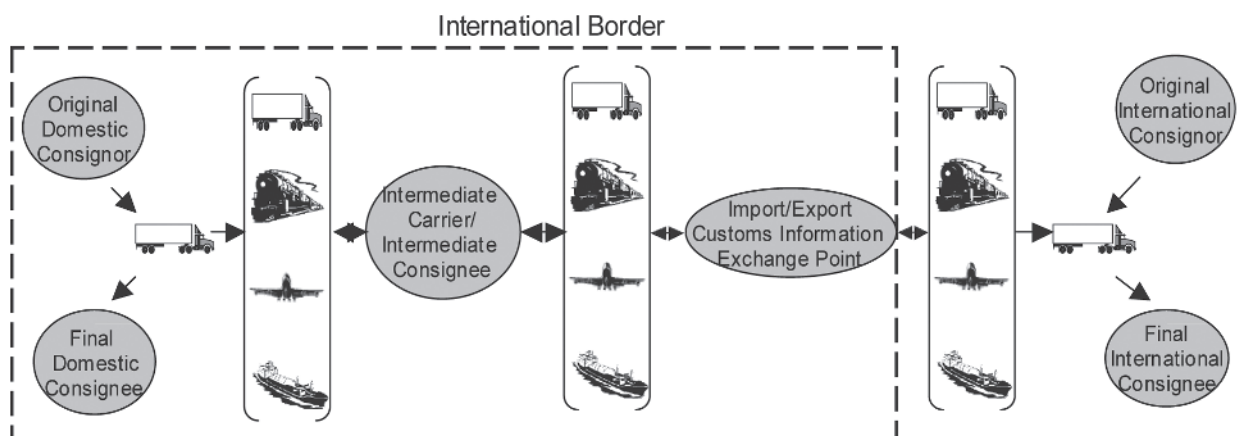 International Border
Original
Domestic
Consignor
Final
Domestic
Consignee
Intermediate
Carrier/
Intermediate
Consignee
Import/Export
Customs Information
Exchange Point
Original
International
Consignor
Final
International
Consignee